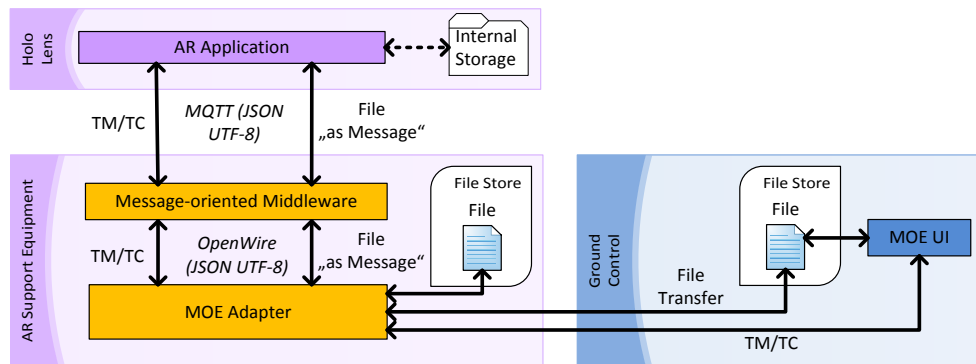 Holo
Lens
AR Application
Internal
Storage
TM/TC
MQTT (JSON
UTF-8)
File
„as Message“
AR Support Equipment
Message-oriented Middleware
TM/TC
OpenWire
(JSON UTF-8)
File
„as Message“
File Store
File
MOE Adapter
Ground
Control
File Store
File
MOE UI
File
Transfer
TM/TC